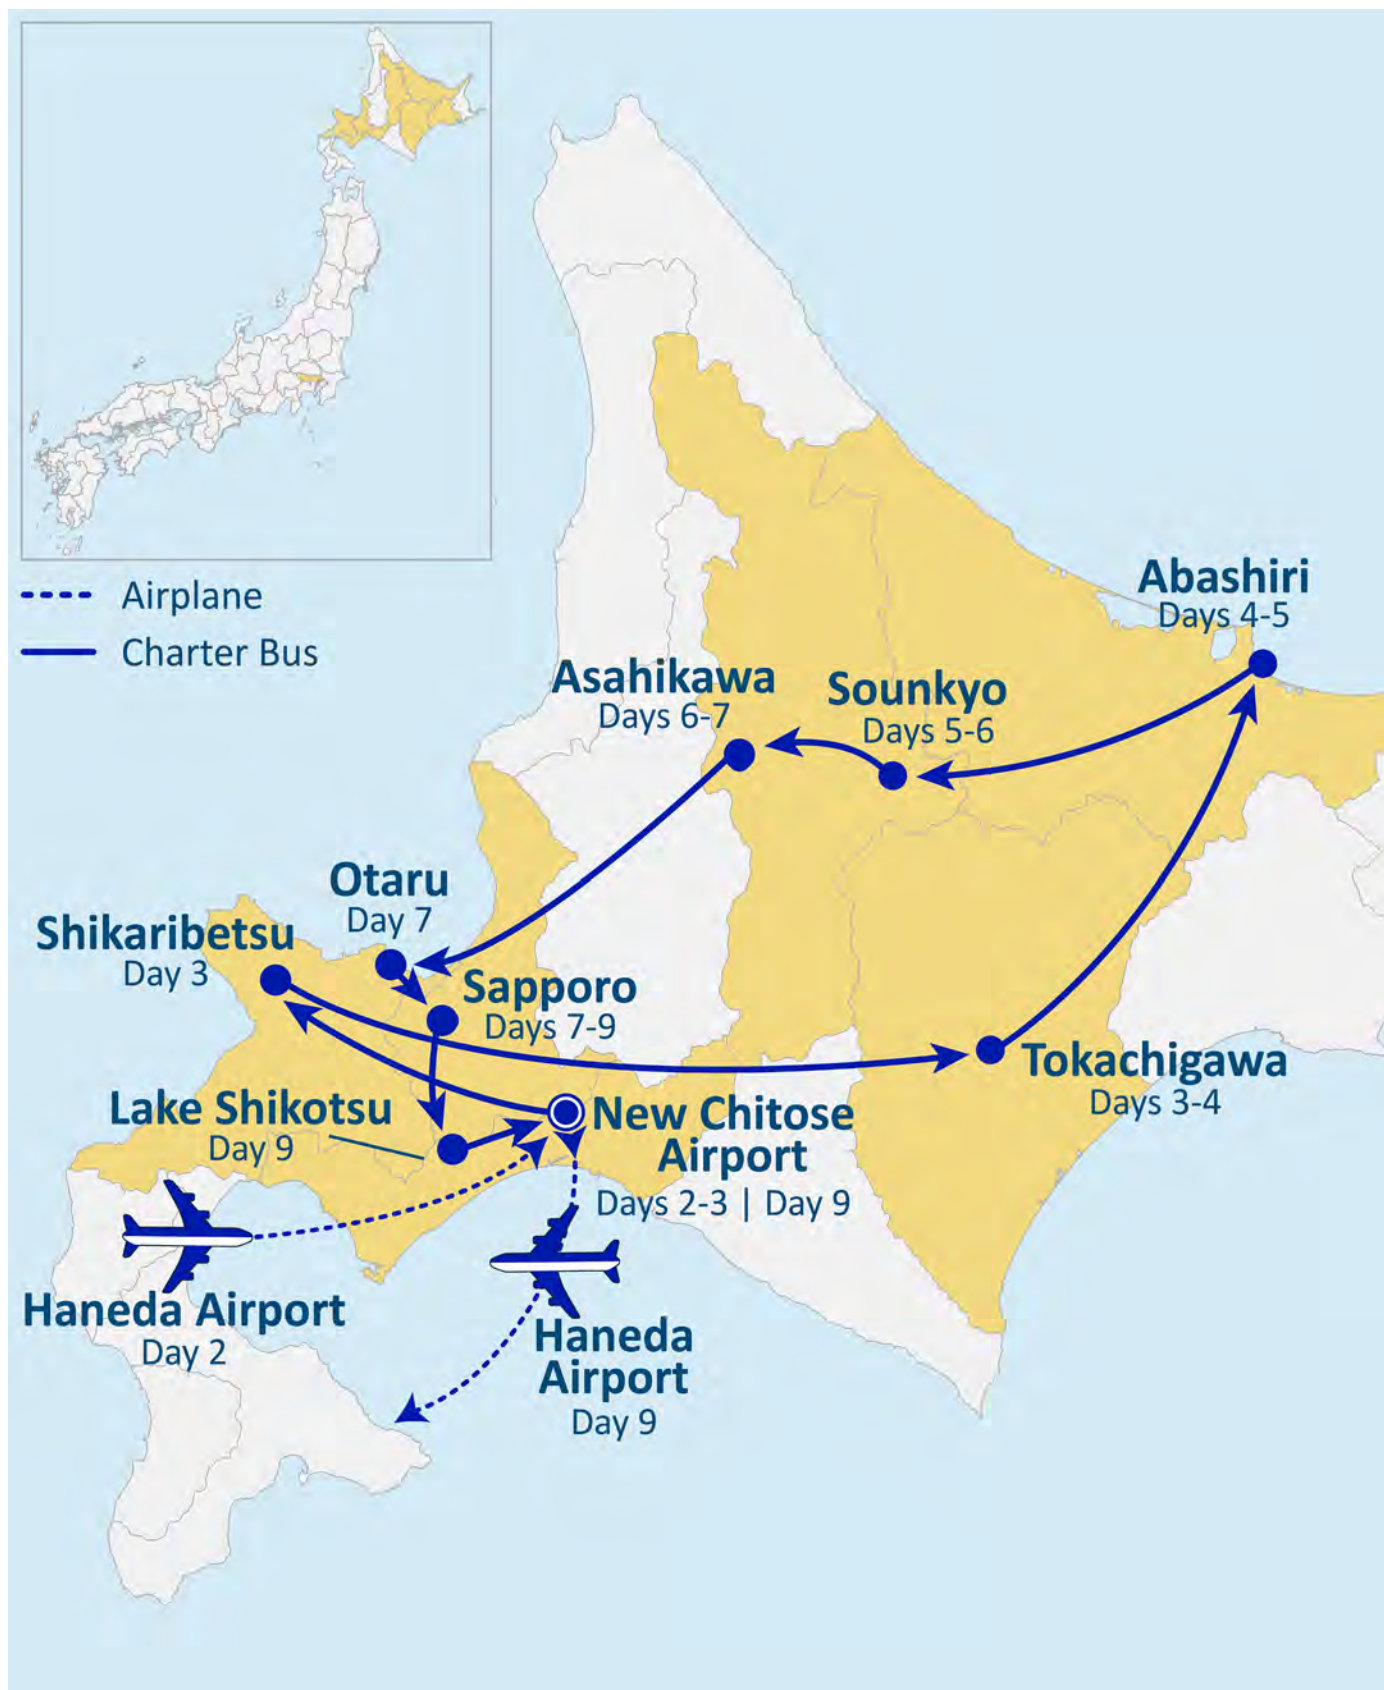 Airplane
Charter Bus
Abashiri
Days 4-5
Asahikawa
Days 6-7
Sounkyo
Days 5-6
Otaru
Day 7
Shikaribetsu
Day 3
Sapporo
Days 7-9
Tokachigawa
Days 3-4
Lake Shikotsu
Day 9
New Chitose
Airport
Days 2-3 | Day 9
Haneda Airport
Day 2
Haneda
Airport
Day 9